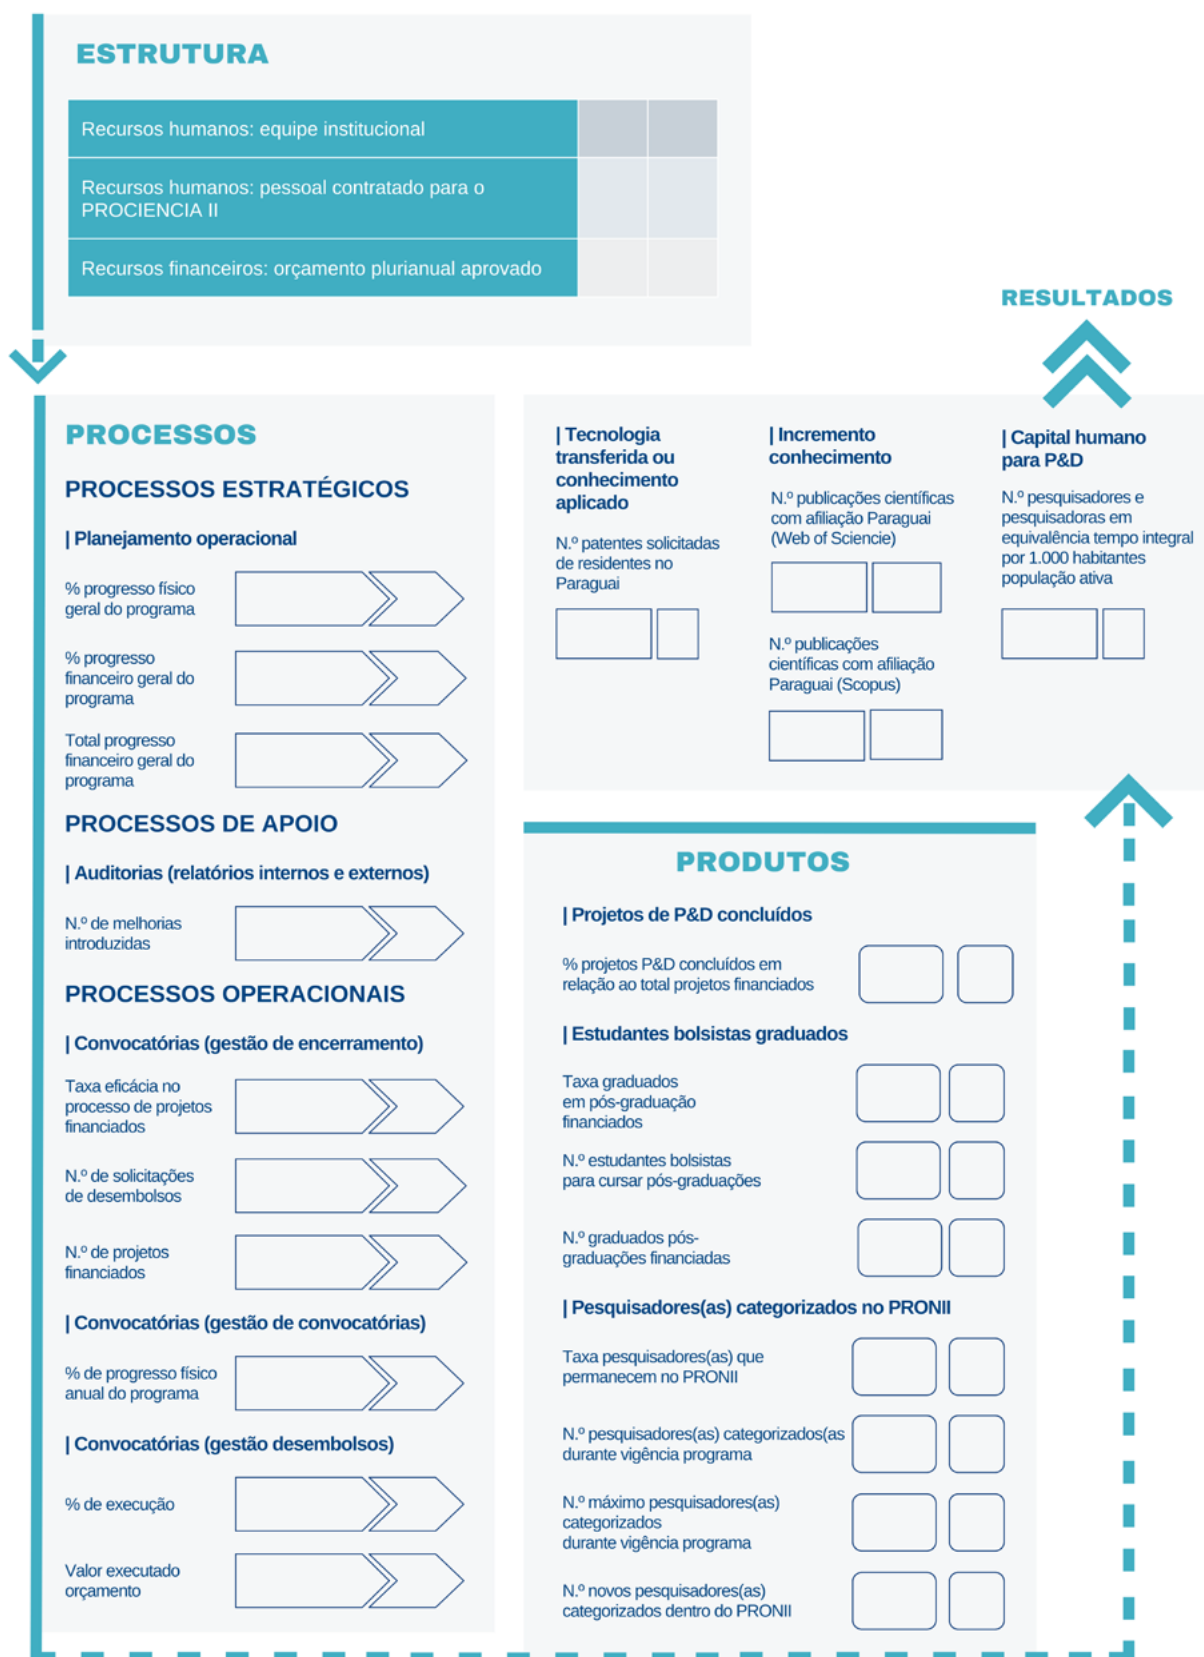 ESTRUTURA
Recursos humanos: equipe institucional
Recursos humanos: pessoal contratado para o
PROCIENCIA II
Recursos financeiros: orçamento plurianual aprovado
RESULTADOS
| Tecnologia
transferida ou
conhecimento
aplicado
N.º patentes solicitadas
de residentes no
Paraguai
| Incremento
conhecimento
N.º publicações científicas
com afiliação Paraguai
(Web of Sciencie)
N.º publicações
científicas com afiliação
Paraguai (Scopus)
| Capital humano
para P&D
N.º pesquisadores e
pesquisadoras em
equivalência tempo integral
por 1.000 habitantes
população ativa
PROCESSOS
PROCESSOS ESTRATÉGICOS
| Planejamento operacional
% progresso físico
geral do programa
% progresso
financeiro geral do
programa
Total progresso
financeiro geral do
programa
PROCESSOS DE APOIO
| Auditorias (relatórios internos e externos)
N.º de melhorias
introduzidas
PROCESSOS OPERACIONAIS
| Convocatórias (gestão de encerramento)
Taxa eficácia no
processo de projetos
financiados
N.º de solicitações
de desembolsos
N.º de projetos
financiados
| Convocatórias (gestão de convocatórias)
% de progresso físico
anual do programa
| Convocatórias (gestão desembolsos)
% de execução
Valor executado
orçamento
PRODUTOS
| Projetos de P&D concluídos
% projetos P&D concluídos em
relação ao total projetos financiados
| Estudantes bolsistas graduados
Taxa graduados
em pós-graduação
financiados
N.º estudantes bolsistas
para cursar pós-graduações
N.º graduados pós-
graduações financiadas
| Pesquisadores(as) categorizados no PRONII
Taxa pesquisadores(as) que
permanecem no PRONII
N.º pesquisadores(as) categorizados(as
durante vigência programa
N.º máximo pesquisadores(as)
categorizados
durante vigência programa
N.º novos pesquisadores(as)
categorizados dentro do PRONII